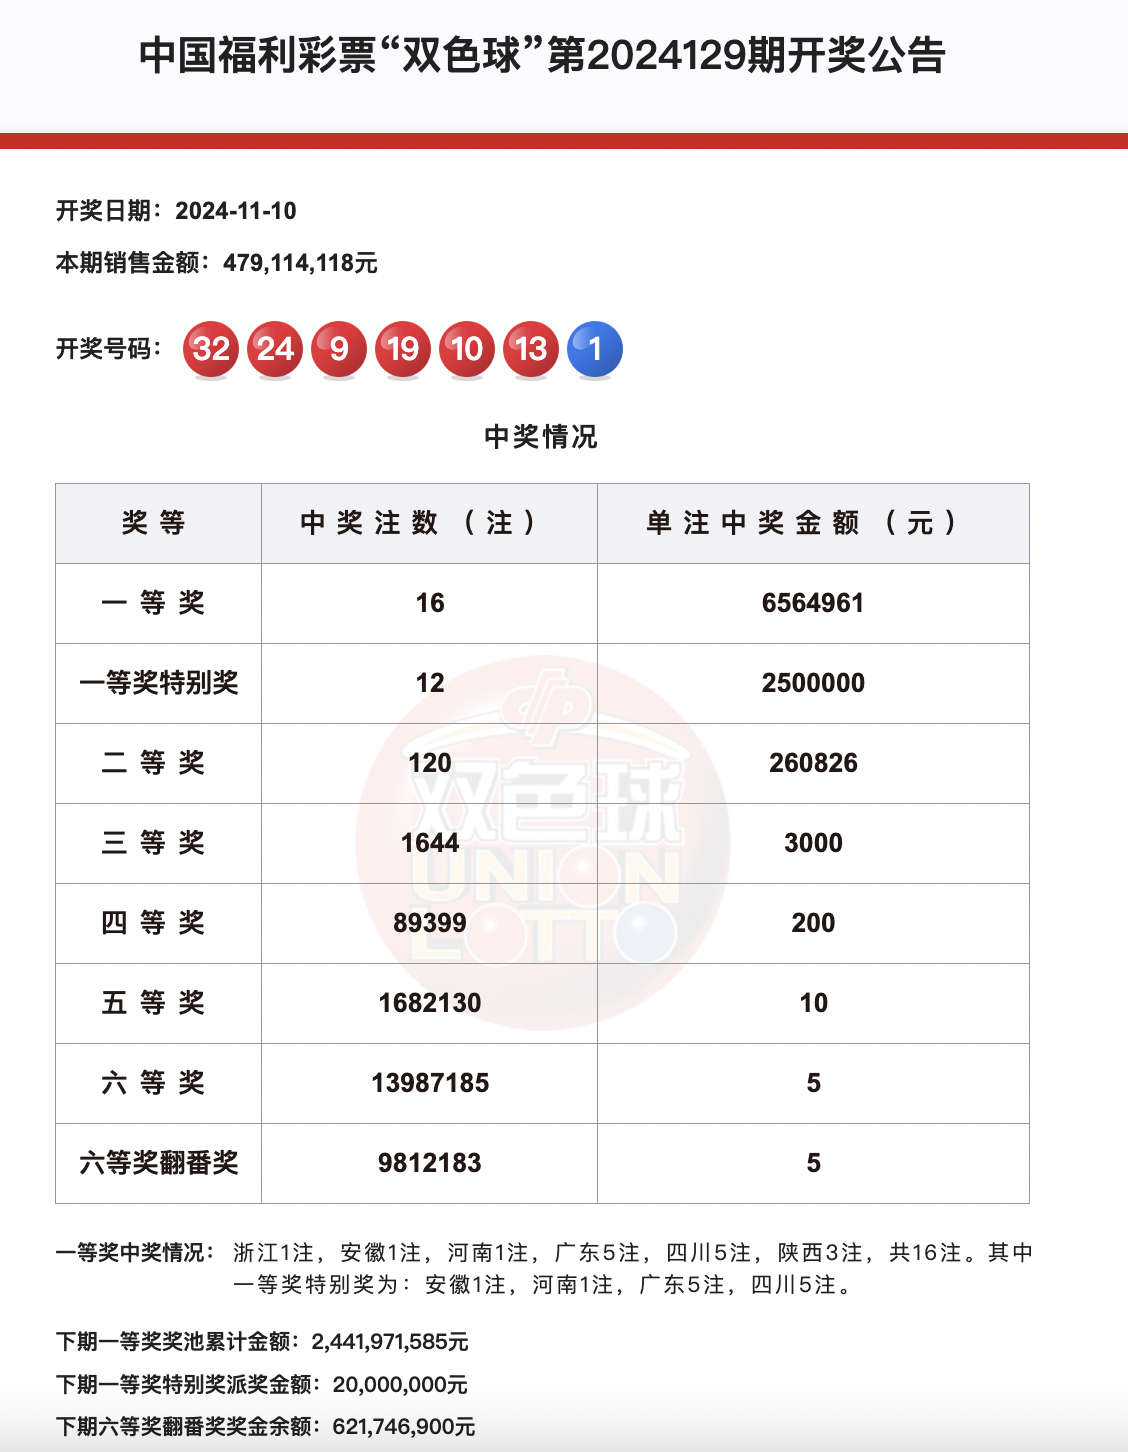 中国福利彩票“双色球”第2024129期开奖公告
开奖日期：2024-11-10
本期销售金额：479,114,118元
开奖号码： 32 24 9 19 10 13 1
中奖情况
奖等 中奖注数（注） 单注中奖金额（元）
一等奖 16 6564961
一等奖特别奖 12 2500000
二等奖 120 260826
三等奖 1644 3000
四等奖 89399 200
五等奖 1682130 10
六等奖 13987185 5
六等奖翻番奖 9812183 5
双色球
UNION
LOTTO
一等奖中奖情况： 浙江1注，安徽1注，河南1注，广东5注，四川5注，陕西3注，共16注。其中
一等奖特别奖为：安徽1注，河南1注，广东5注，四川5注。
下期一等奖奖池累计金额：2,441,971,585元
下期一等奖特别奖派奖金额：20,000,000元
下期六等奖翻番奖奖金余额：621,746,900元